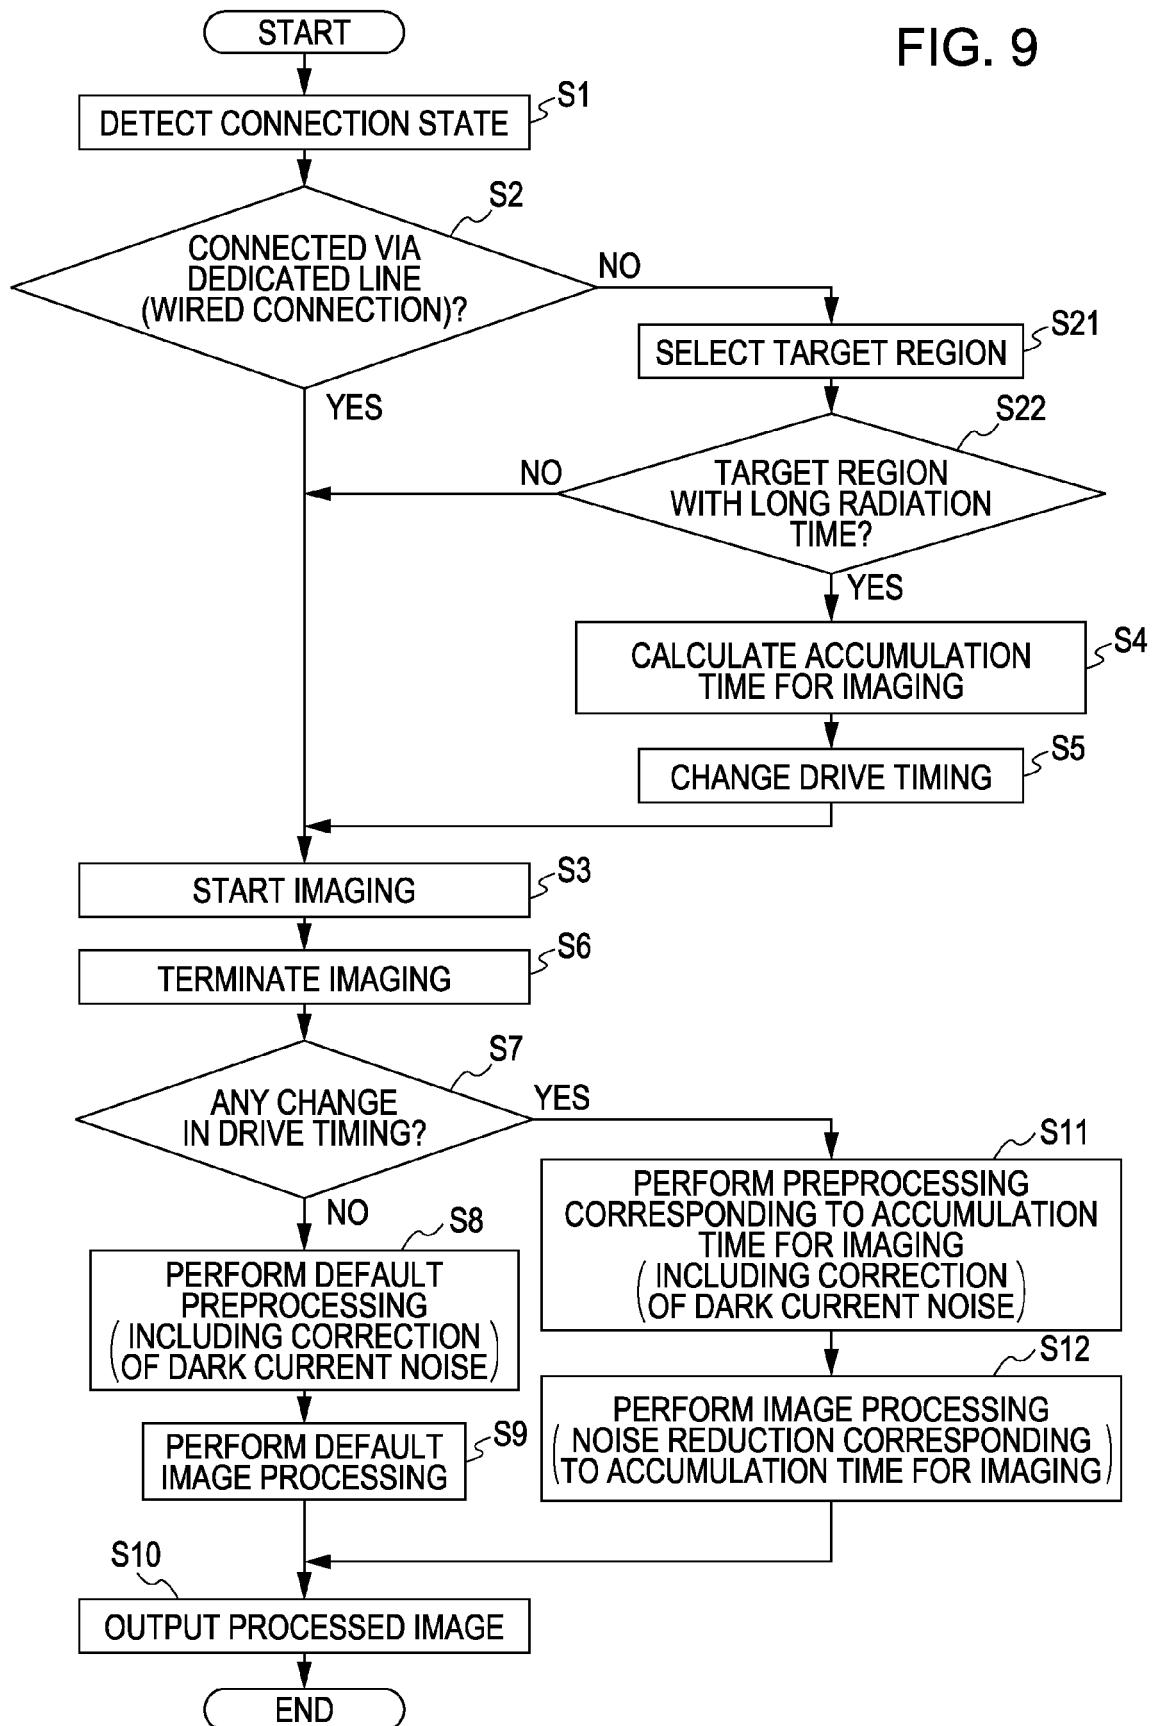 FIG. 9
START
S1
DETECT CONNECTION STATE
S2
CONNECTED VIA
DEDICATED LINE
(WIRED CONNECTION)?
NO
YES
S21
SELECT TARGET REGION
S22
TARGET REGION
WITH LONG RADIATION
TIME?
NO
YES
S4
CALCULATE ACCUMULATION
TIME FOR IMAGING
S5
CHANGE DRIVE TIMING
S3
START IMAGING
S6
TERMINATE IMAGING
S7
ANY CHANGE
IN DRIVE TIMING?
YES
NO
S8
PERFORM DEFAULT
PREPROCESSING
(INCLUDING CORRECTION
OF DARK CURRENT NOISE)
S9
PERFORM DEFAULT
IMAGE PROCESSING
S11
PERFORM PREPROCESSING
CORRESPONDING TO ACCUMULATION
TIME FOR IMAGING
(INCLUDING CORRECTION
OF DARK CURRENT NOISE)
S12
PERFORM IMAGE PROCESSING
(NOISE REDUCTION CORRESPONDING
TO ACCUMULATION TIME FOR IMAGING)
S10
OUTPUT PROCESSED IMAGE
END